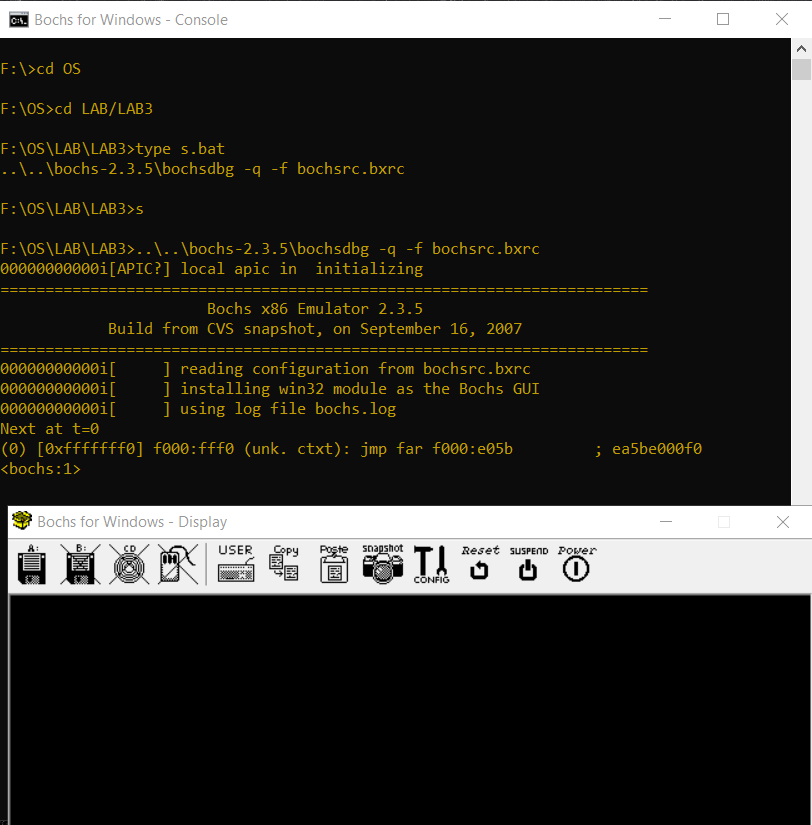 Bochs for Windows - Console
F:\>cd OS
F:\OS>cd LAB/LAB3
F:\OS\LAB\LAB3>type s.bat
..\..\bochs-2.3.5\bochsdbg -q -f bochsrc.bxrc
F:\OS\LAB\LAB3>s
F:\OS\LAB\LAB3>..\..\bochs-2.3.5\bochsdbg -q -f bochsrc.bxrc
00000000000i[APIC?] local apic in  initializing
========================================================================
Bochs x86 Emulator 2.3.5
Build from CVS snapshot, on September 16, 2007
========================================================================
00000000000i[     ] reading configuration from bochsrc.bxrc
00000000000i[     ] installing win32 module as the Bochs GUI
00000000000i[     ] using log file bochs.log
Next at t=0
(0) [0xfffffff0] f000:fff0 (unk. ctxt): jmp far f000:e05b         ; ea5be000f0
<bochs:1>
Bochs for Windows - Display
A: B: CD USER Copy Paste snapshot CONFIG Reset SUSPEND Power